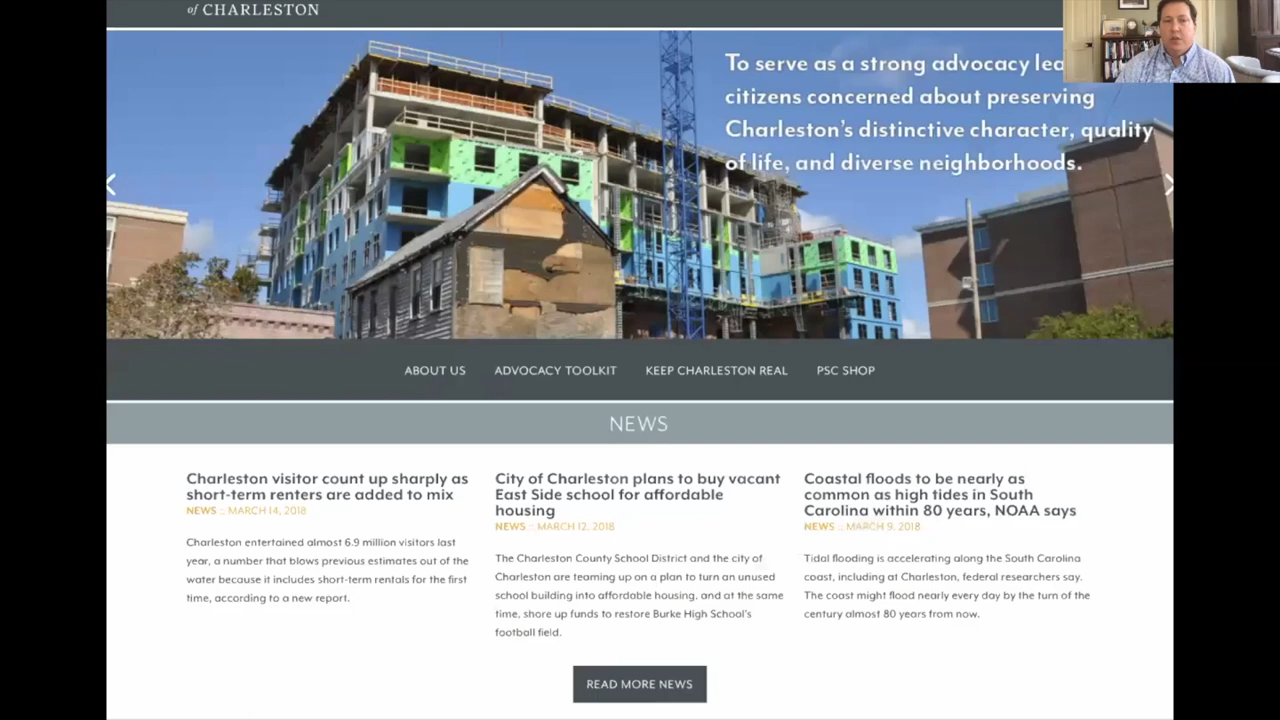 of CHARLESTON
To serve as a strong advocacy
citizens concerned about preserving
Charleston's distinctive character, quality
of life, and diverse neighborhoods.
ABOUT US ADVOCACY TOOLKIT KEEP CHARLESTON REAL PSC SHOP
NEWS
Charleston visitor count up sharply as
short-term renters are added to mix
NEWS :: MARCH 14, 2018
Charleston entertained almost 6.9 million visitors last
year, a number that blows previous estimates out of the
water because it includes short-term rentals for the first
time, according to a new report.
City of Charleston plans to buy vacant
East Side school for affordable
housing
NEWS :: MARCH 12, 2018
The Charleston County School District and the city of
Charleston are teaming up on a plan to turn an unused
school building into affordable housing, and at the same
time, shore up funds to restore Burke High School's
football field.
Coastal floods to be nearly as
common as high tides in South
Carolina within 80 years, NOAA says
NEWS :: MARCH 9, 2018
Tidal flooding is accelerating along the South Carolina
coast, including at Charleston, federal researchers say.
The coast might flood nearly every day by the turn of the
century almost 80 years from now.
READ MORE NEWS